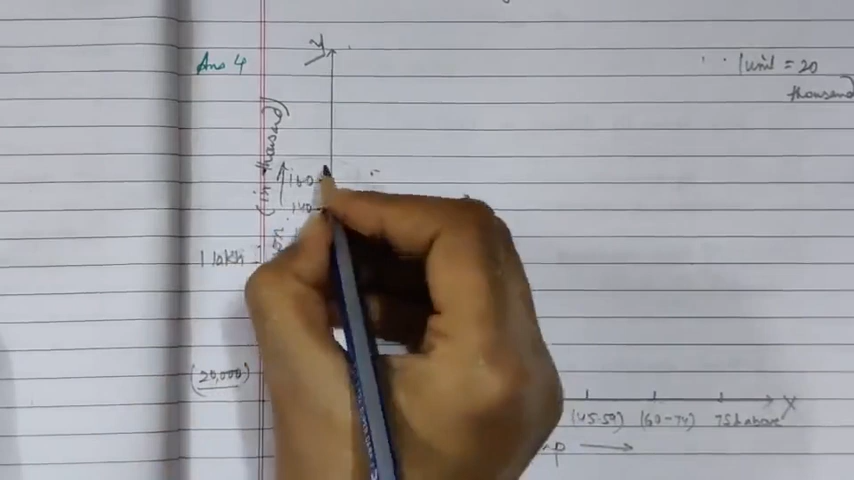 Ans 4
y
1 unit = 20
thousand
(in thousand)
160
140
1 lakh
(20,000)
X
(45-59) (60-74) 75 & above